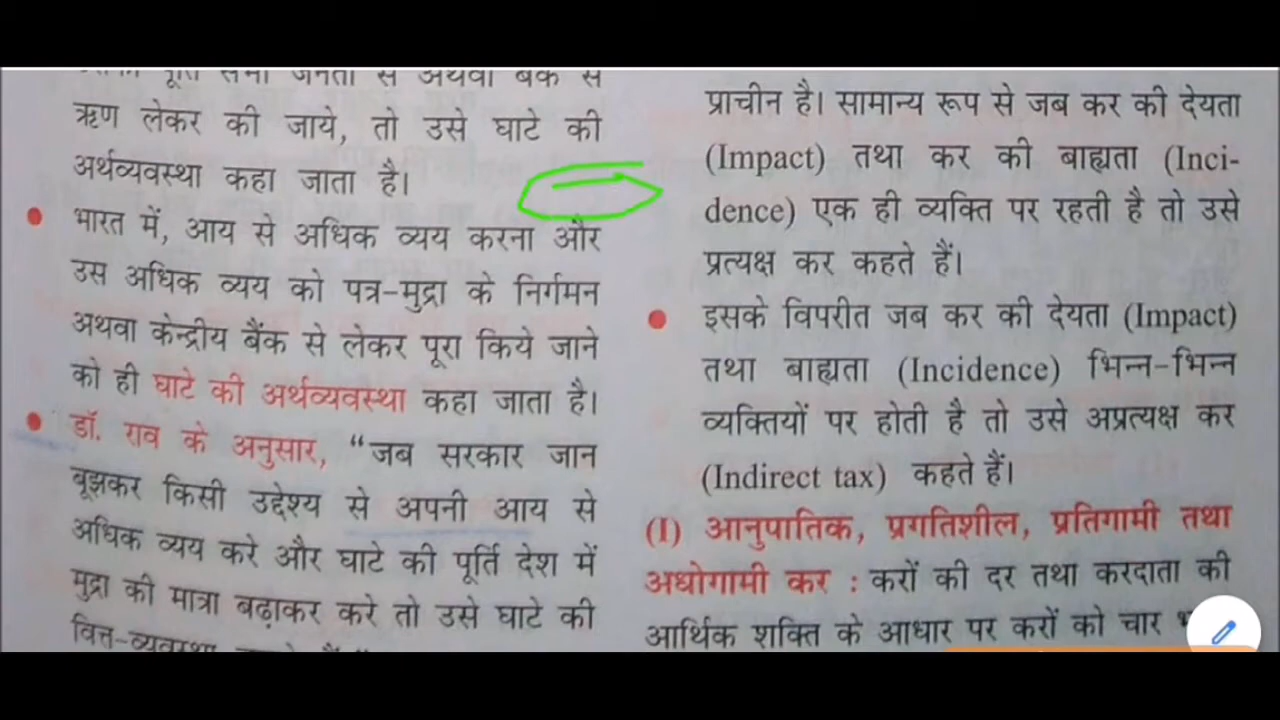 ऋण लेकर की जाये, तो उसे घाटे की
अर्थव्यवस्था कहा जाता है।
भारत में, आय से अधिक व्यय करना और
उस अधिक व्यय को पत्र-मुद्रा के निर्गमन
अथवा केन्द्रीय बैंक से लेकर पूरा किये जाने
को ही घाटे की अर्थव्यवस्था कहा जाता है।
डॉ. राव के अनुसार, “जब सरकार जान
बूझकर किसी उद्देश्य से अपनी आय से
अधिक व्यय करे और घाटे की पूर्ति देश में
मुद्रा की मात्रा बढ़ाकर करे तो उसे घाटे की
वित्त-व्यवस्था
प्राचीन है। सामान्य रूप से जब कर की देयता
(Impact) तथा कर की बाह्यता (Inci-
dence) एक ही व्यक्ति पर रहती है तो उसे
प्रत्यक्ष कर कहते हैं।
इसके विपरीत जब कर की देयता (Impact)
तथा बाह्यता (Incidence) भिन्न-भिन्न
व्यक्तियों पर होती है तो उसे अप्रत्यक्ष कर
(Indirect tax) कहते हैं।
(I) आनुपातिक, प्रगतिशील, प्रतिगामी तथा
अधोगामी कर : करों की दर तथा करदाता की
आर्थिक शक्ति के आधार पर करों को चार